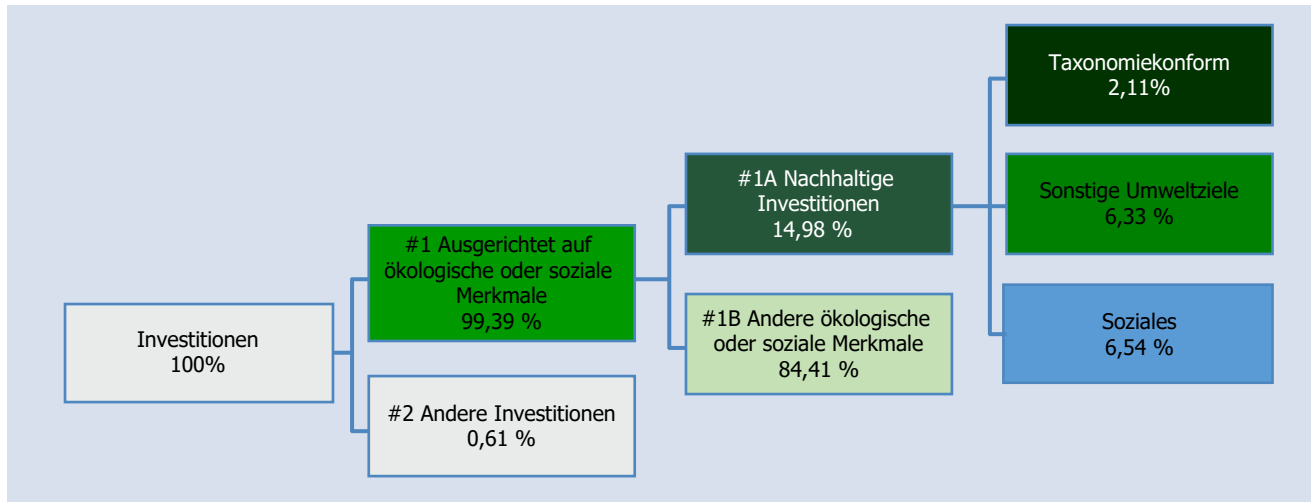 Investitionen
100%
#1 Ausgerichtet auf
ökologische oder soziale
Merkmale
99,39 %
#2 Andere Investitionen
0,61 %
#1A Nachhaltige
Investitionen
14,98 %
#1B Andere ökologische
oder soziale Merkmale
84,41 %
Taxonomiekonform
2,11%
Sonstige Umweltziele
6,33 %
Soziales
6,54 %